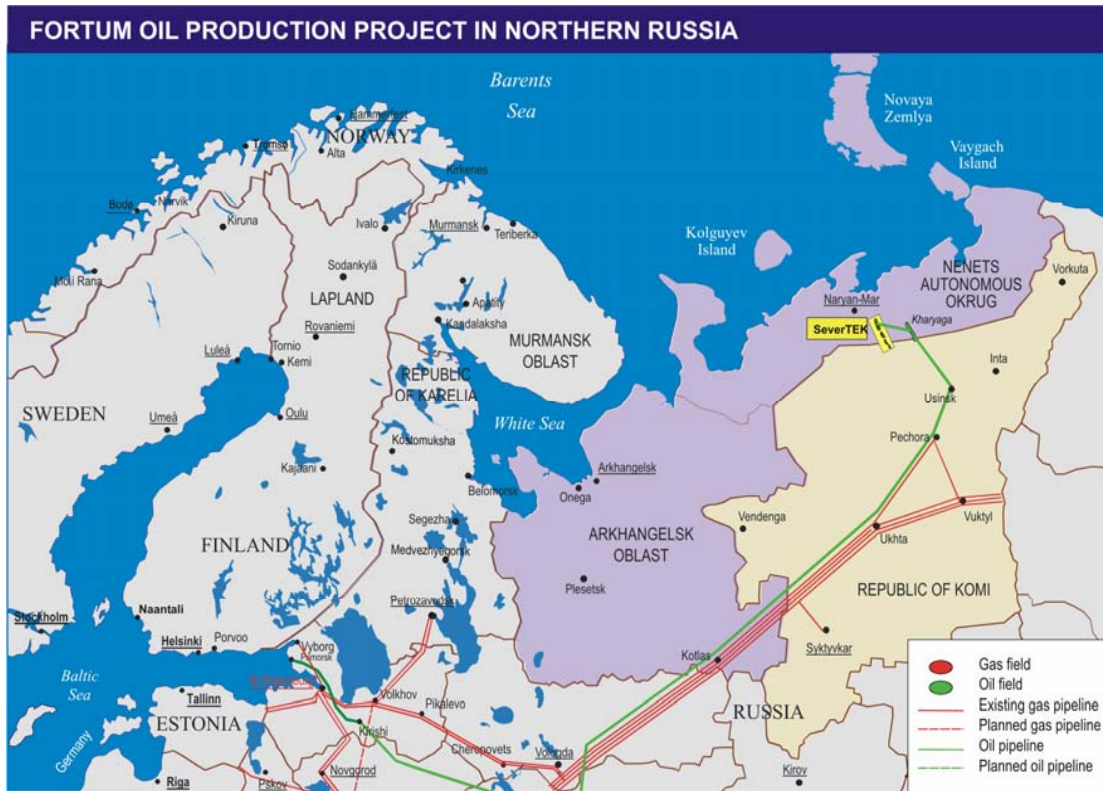 FORTUM OIL PRODUCTION PROJECT IN NORTHERN RUSSIA
Barents
Sea
Novaya
Zemlya
Hammerfest
NORWAY
Tromsø
Alta
Vaygach
Island
Kirkenes
Narvik
Bodø
Kiruna
Ivalo
Murmansk
Teriberka
Kolguyev
Island
NENETS
AUTONOMOUS
OKRUG
Vorkuta
Moi Rana
Sodankylä
LAPLAND
Apatity
Naryan-Mar
SeverTEK
Kharyaga
Kandalaksha
Rovaniemi
MURMANSK
OBLAST
Luleå
Tornio
Kemi
REPUBLIC
OF KARELIA
Inta
Usinsk
SWEDEN
Umeå
Oulu
White Sea
Pechora
Kostomuksha
Kajaani
Belomorsk
Arkhangelsk
Onega
Vuktyl
Segezha
Vendenga
Ukhta
FINLAND
ARKHANGELSK
OBLAST
Medvezhyegorsk
Plesetsk
REPUBLIC OF KOMI
Stockholm
Naantali
Petrozavodsk
Syktyvkar
Helsinki
Porvoo
Vyborg
Primorsk
Kotlas
Baltic
Sea
Tallinn
Volkhov
Pikalevo
RUSSIA
ESTONIA
Kirishi
Germany
Cherepovets
Vologda
Riga
Pskov
Novgorod
Kirov
Gas field
Oil field
Existing gas pipeline
Planned gas pipeline
Oil pipeline
Planned oil pipeline